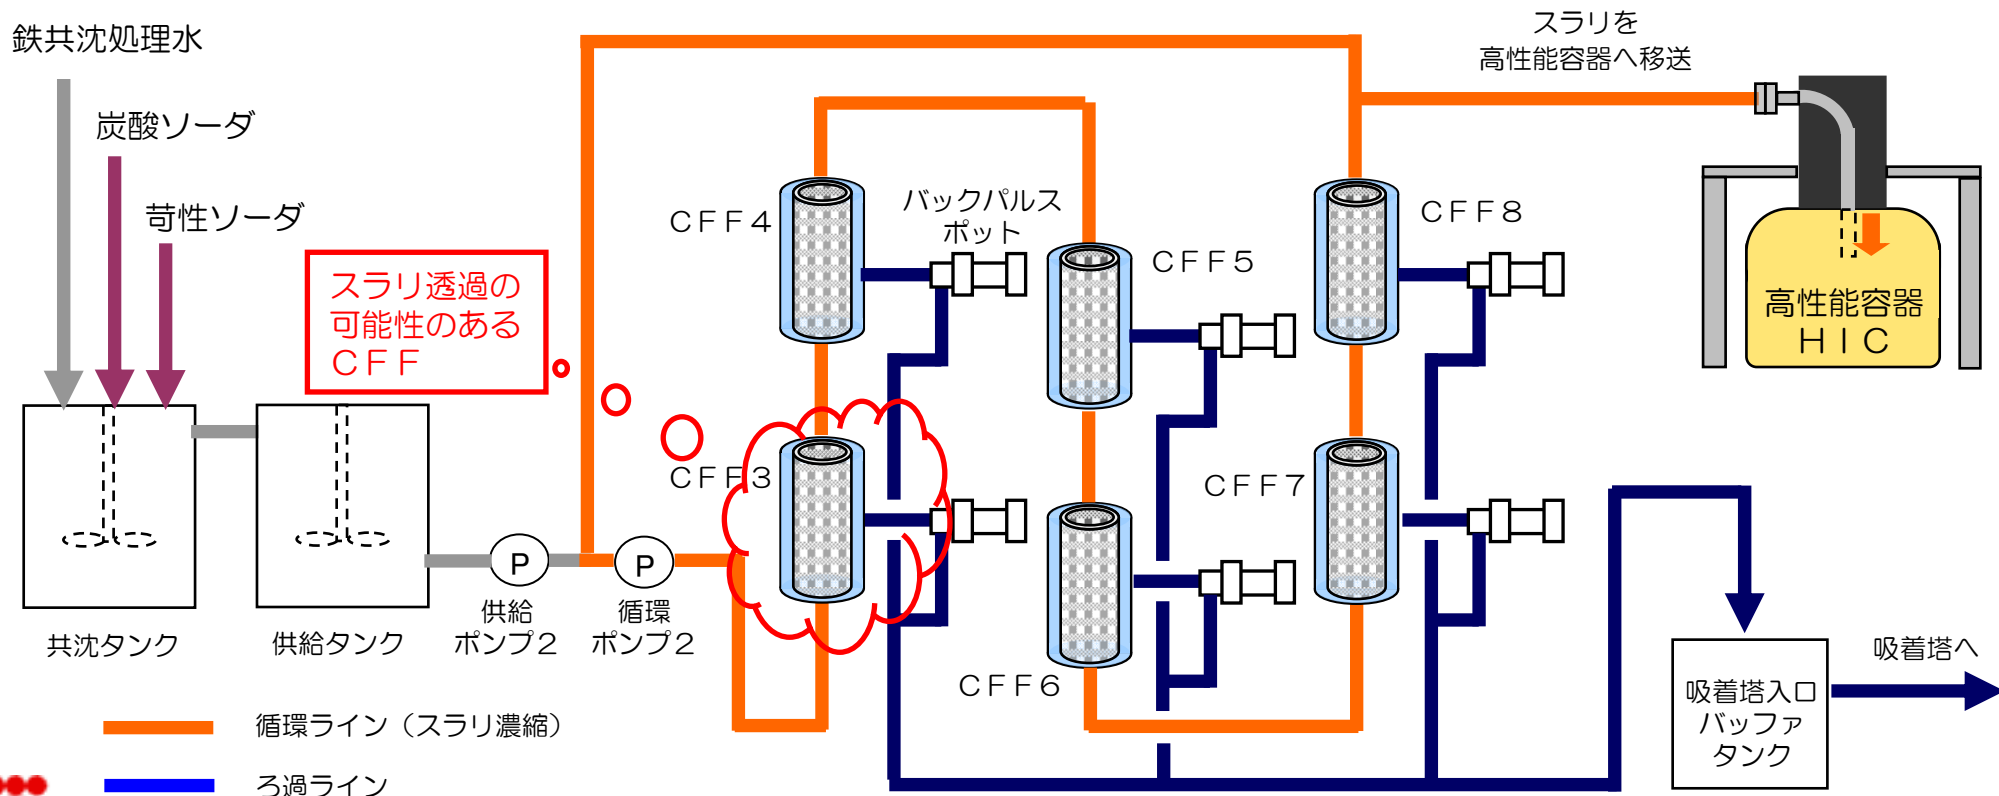 鉄共沈処理水
炭酸ソーダ
苛性ソーダ
スラリ透過の
可能性のある
ＣＦＦ
スラリを
高性能容器へ移送
ＣＦＦ４
バックパルス
ポット
ＣＦＦ５
ＣＦＦ８
高性能容器
ＨＩＣ
ＣＦＦ３
ＣＦＦ７
ＣＦＦ６
P
P
共沈タンク
供給タンク
供給
ポンプ２
循環
ポンプ２
吸着塔入口
バッファ
タンク
吸着塔へ
循環ライン（スラリ濃縮）
ろ過ライン